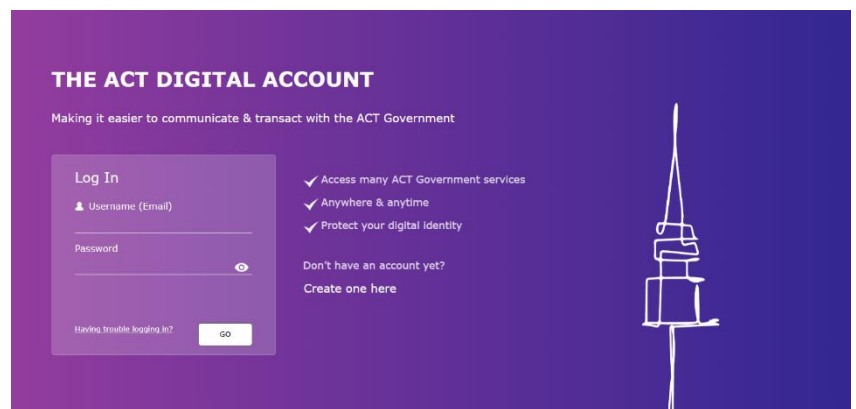 THE ACT DIGITAL ACCOUNT
Making it easier to communicate & transact with the ACT Government
Log In
Username (Email)
Password
Having trouble logging in?
GO
Access many ACT Government services
Anywhere & anytime
Protect your digital identity
Don't have an account yet?
Create one here